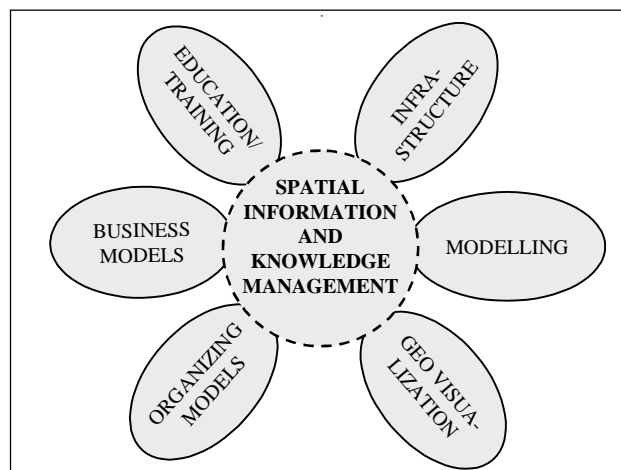 EDUCATION/
TRAINING
INFRA-
STRUCTURE
SPATIAL
INFORMATION
AND
KNOWLEDGE
MANAGEMENT
BUSINESS
MODELS
MODELLING
ORGANIZING
MODELS
GEO VISUA-
LIZATION